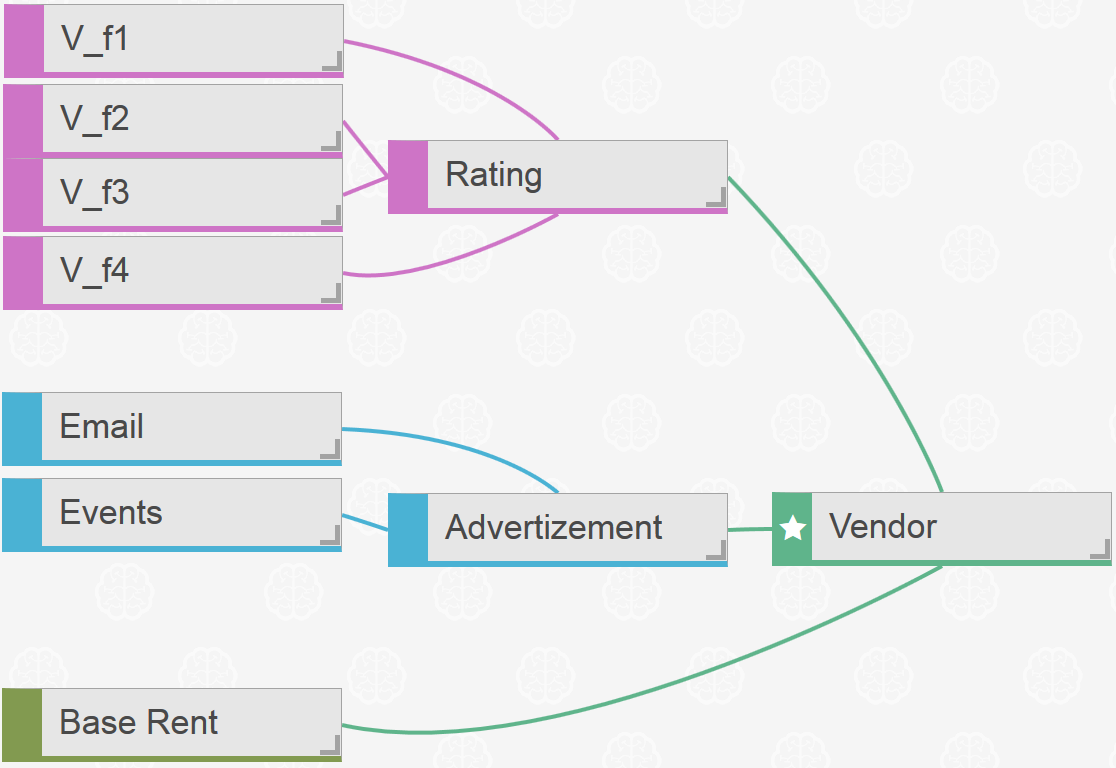 V_f1
V_f2
V_f3
V_f4
Rating
Email
Events
Advertizement
Vendor
Base Rent